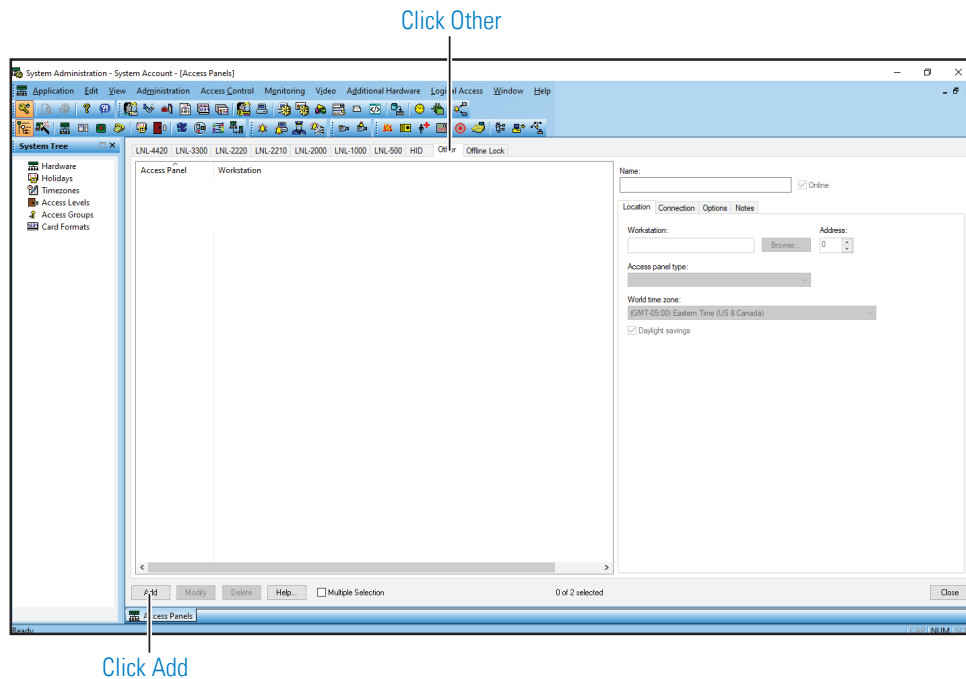 Click Other
System Administration - System Account - [Access Panels]
Application Edit View Administration Access Control Monitoring Video Additional Hardware Logical Access Window Help
System Tree
Hardware
Holidays
Timezones
Access Levels
Access Groups
Card Formats
LNL-4420 LNL-3300 LNL-2220 LNL-2210 LNL-2000 LNL-1000 LNL-500 HID Other Offline Lock
Access Panel Workstation
Name:
Online
Location Connection Options Notes
Workstation: Address:
Browse... 0
Access panel type:
World time zone:
(GMT-05:00) Eastern Time (US & Canada)
Daylight savings
Add Modify Delete Help... Multiple Selection 0 of 2 selected Close
Access Panels
Ready CAP NUM
Click Add